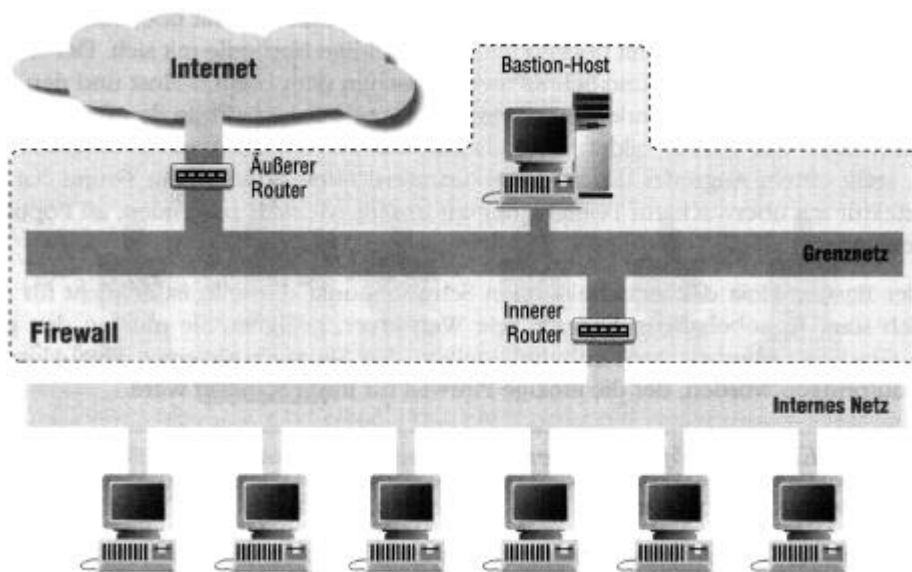 Internet
Bastion-Host
Äußerer
Router
Grenznetz
Innerer
Router
Firewall
Internes Netz